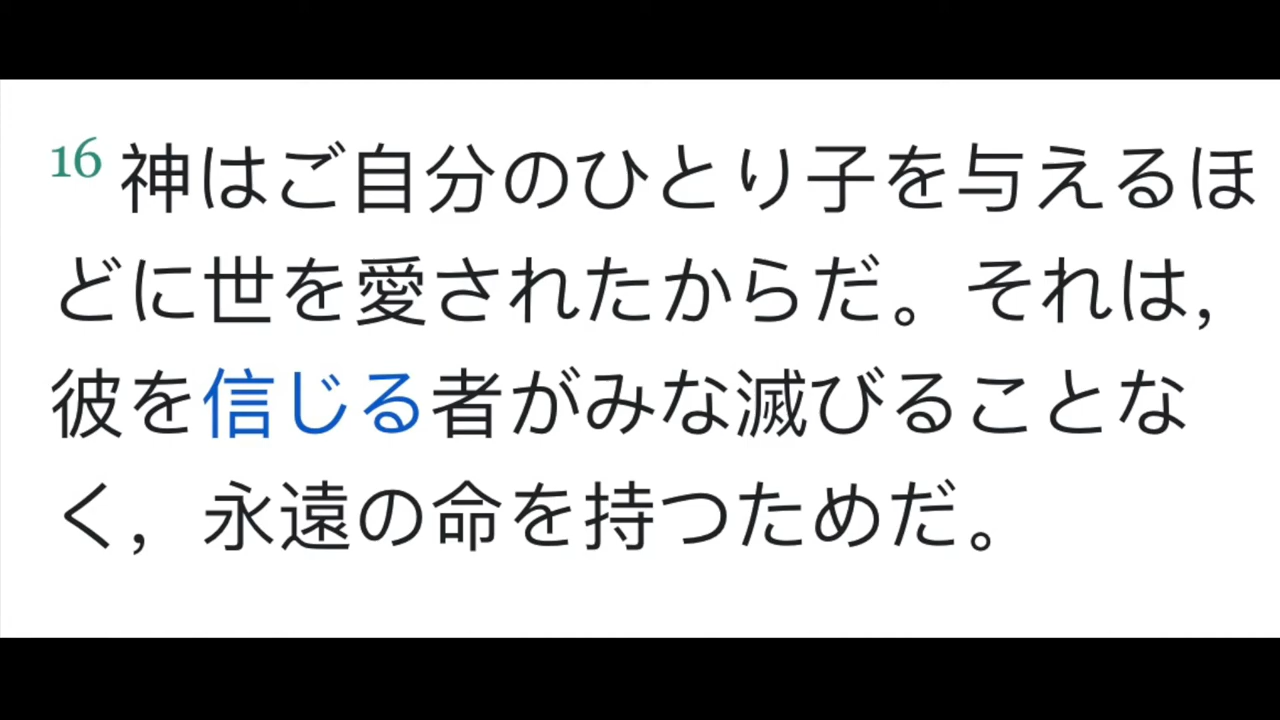 16 神はご自分のひとり子を与えるほ
どに世を愛されたからだ。それは,
彼を信じる者がみな滅びることな
く, 永遠の命を持つためだ。